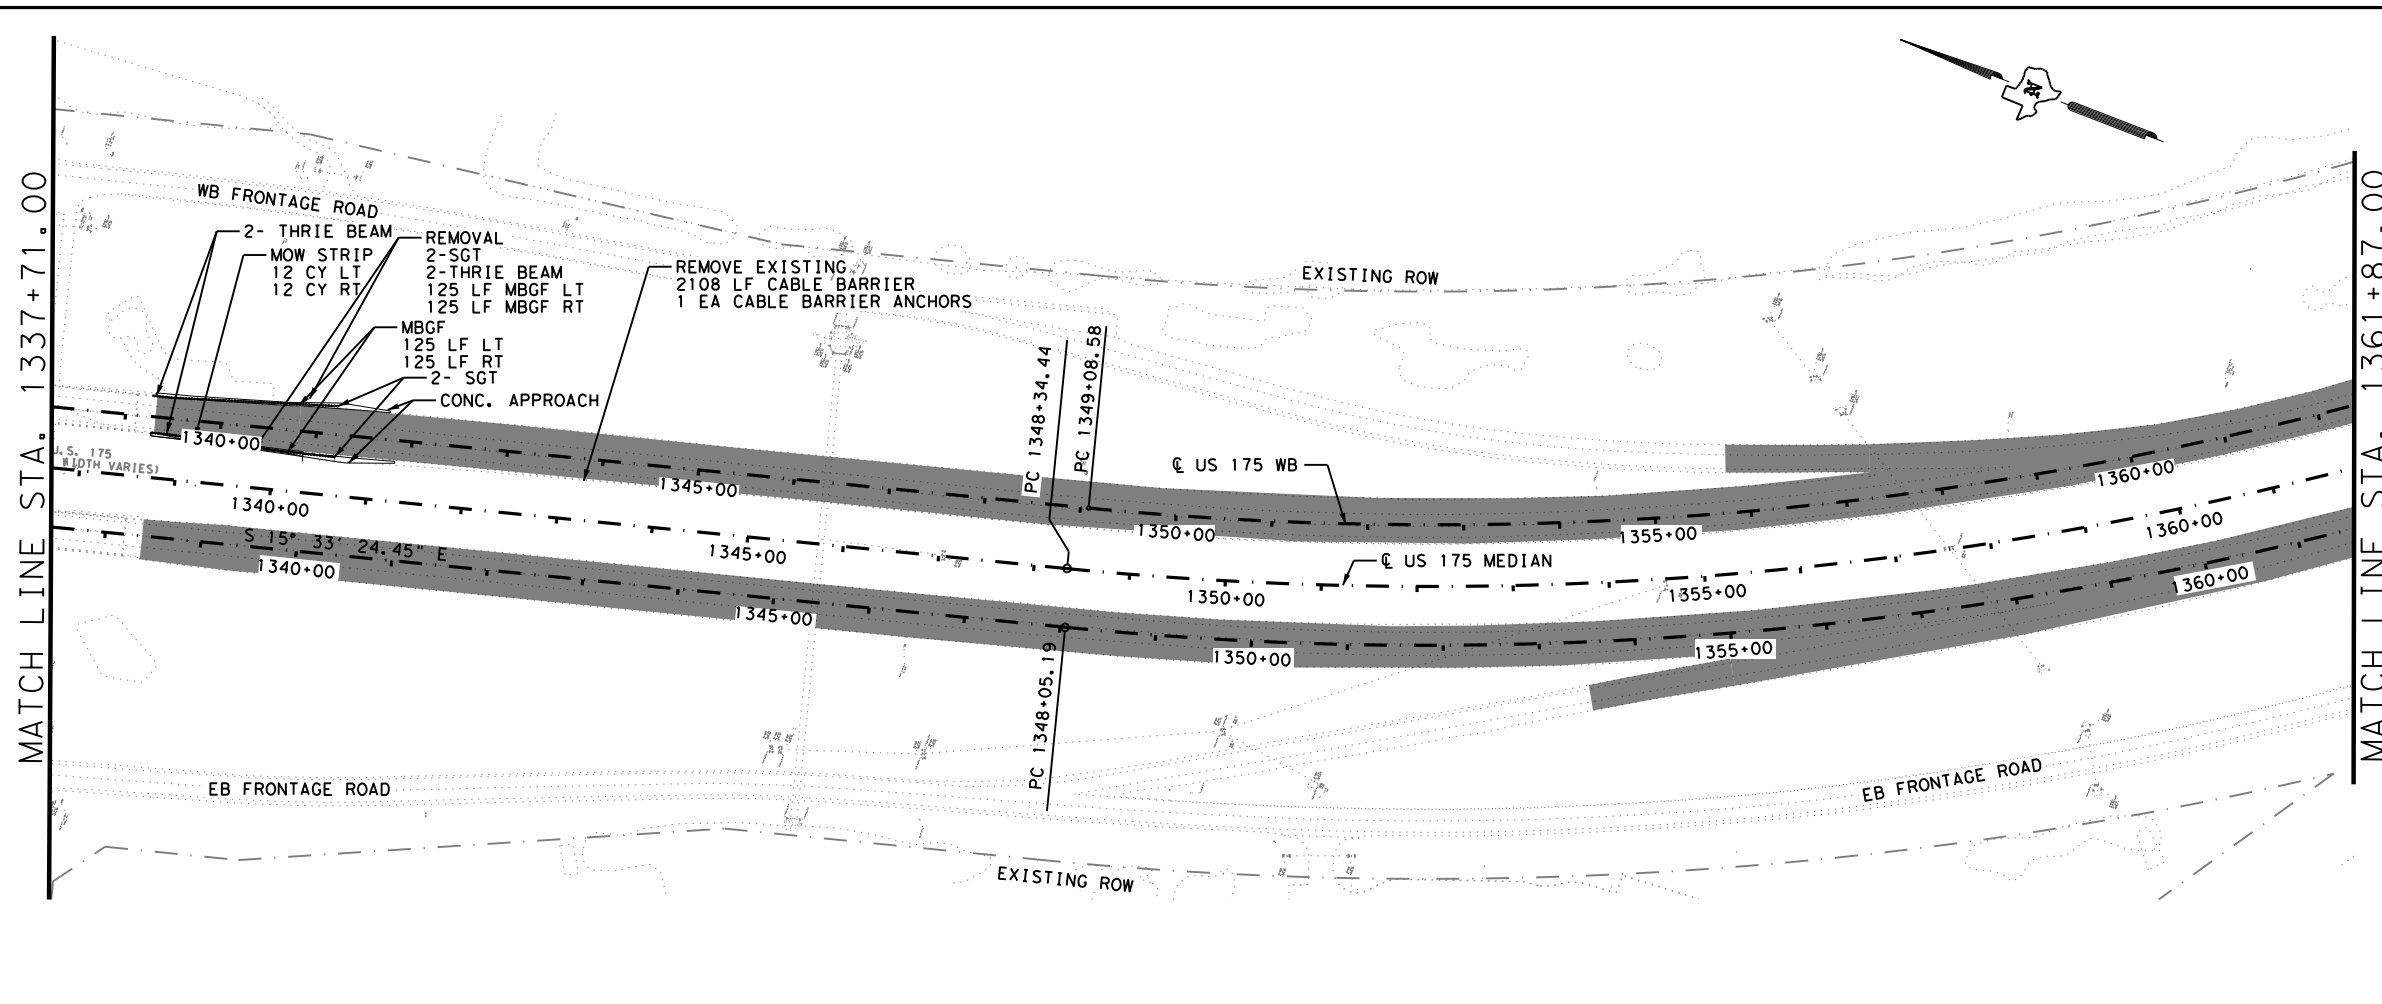 MATCH LINE STA. 1337+71.00
WB FRONTAGE ROAD
2- THRIE BEAM
MOW STRIP
12 CY LT
12 CY RT
REMOVAL
2-SGT
2-THRIE BEAM
125 LF MBGF LT
125 LF MBGF RT
MBGF
125 LF LT
125 LF RT
2- SGT
CONC. APPROACH
REMOVE EXISTING
2108 LF CABLE BARRIER
1 EA CABLE BARRIER ANCHORS
EXISTING ROW
PC 1348+34.44
PC 1349+08.58
℄ US 175 WB
1340+00
1345+00
1350+00
1355+00
1360+00
U.S. 175
WIDTH VARIES)
℄ US 175 MEDIAN
1340+00
1345+00
1350+00
1355+00
1360+00
S 15° 33' 24.45" E
1340+00
1345+00
1350+00
1355+00
1360+00
PC 1348+05.19
EB FRONTAGE ROAD
EB FRONTAGE ROAD
EXISTING ROW
N
MATCH LINE STA. 1361+87.00